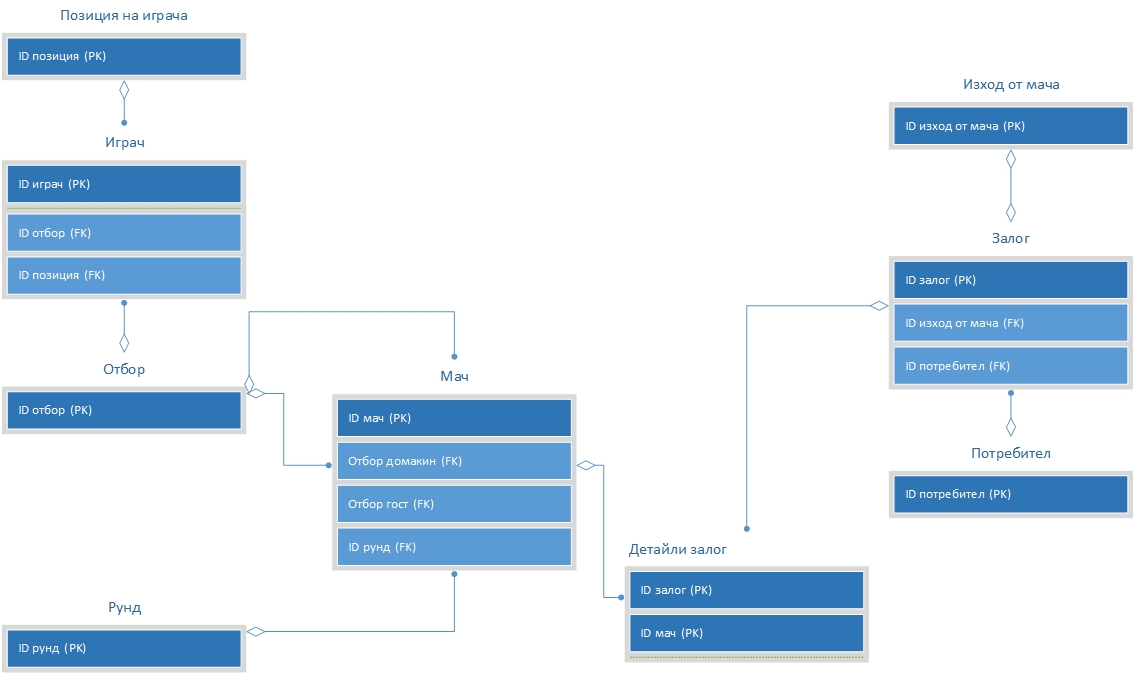 Позиция на играча
ID позиция (PK)
Играч
ID играч (PK)
ID отбор (FK)
ID позиция (FK)
Отбор
ID отбор (PK)
Рунд
ID рунд (PK)
Мач
ID мач (PK)
Отбор домакин (FK)
Отбор гост (FK)
ID рунд (FK)
Детайли залог
ID залог (PK)
ID мач (PK)
Изход от мача
ID изход от мача (PK)
Залог
ID залог (PK)
ID изход от мача (FK)
ID потребител (FK)
Потребител
ID потребител (PK)